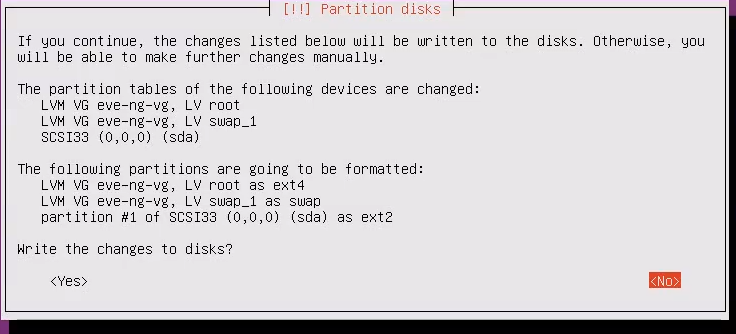 [!!] Partition disks
If you continue, the changes listed below will be written to the disks. Otherwise, you
will be able to make further changes manually.
The partition tables of the following devices are changed:
LVM VG eve-ng-vg, LV root
LVM VG eve-ng-vg, LV swap_1
SCSI33 (0,0,0) (sda)
The following partitions are going to be formatted:
LVM VG eve-ng-vg, LV root as ext4
LVM VG eve-ng-vg, LV swap_1 as swap
partition #1 of SCSI33 (0,0,0) (sda) as ext2
Write the changes to disks?
<Yes> <No>